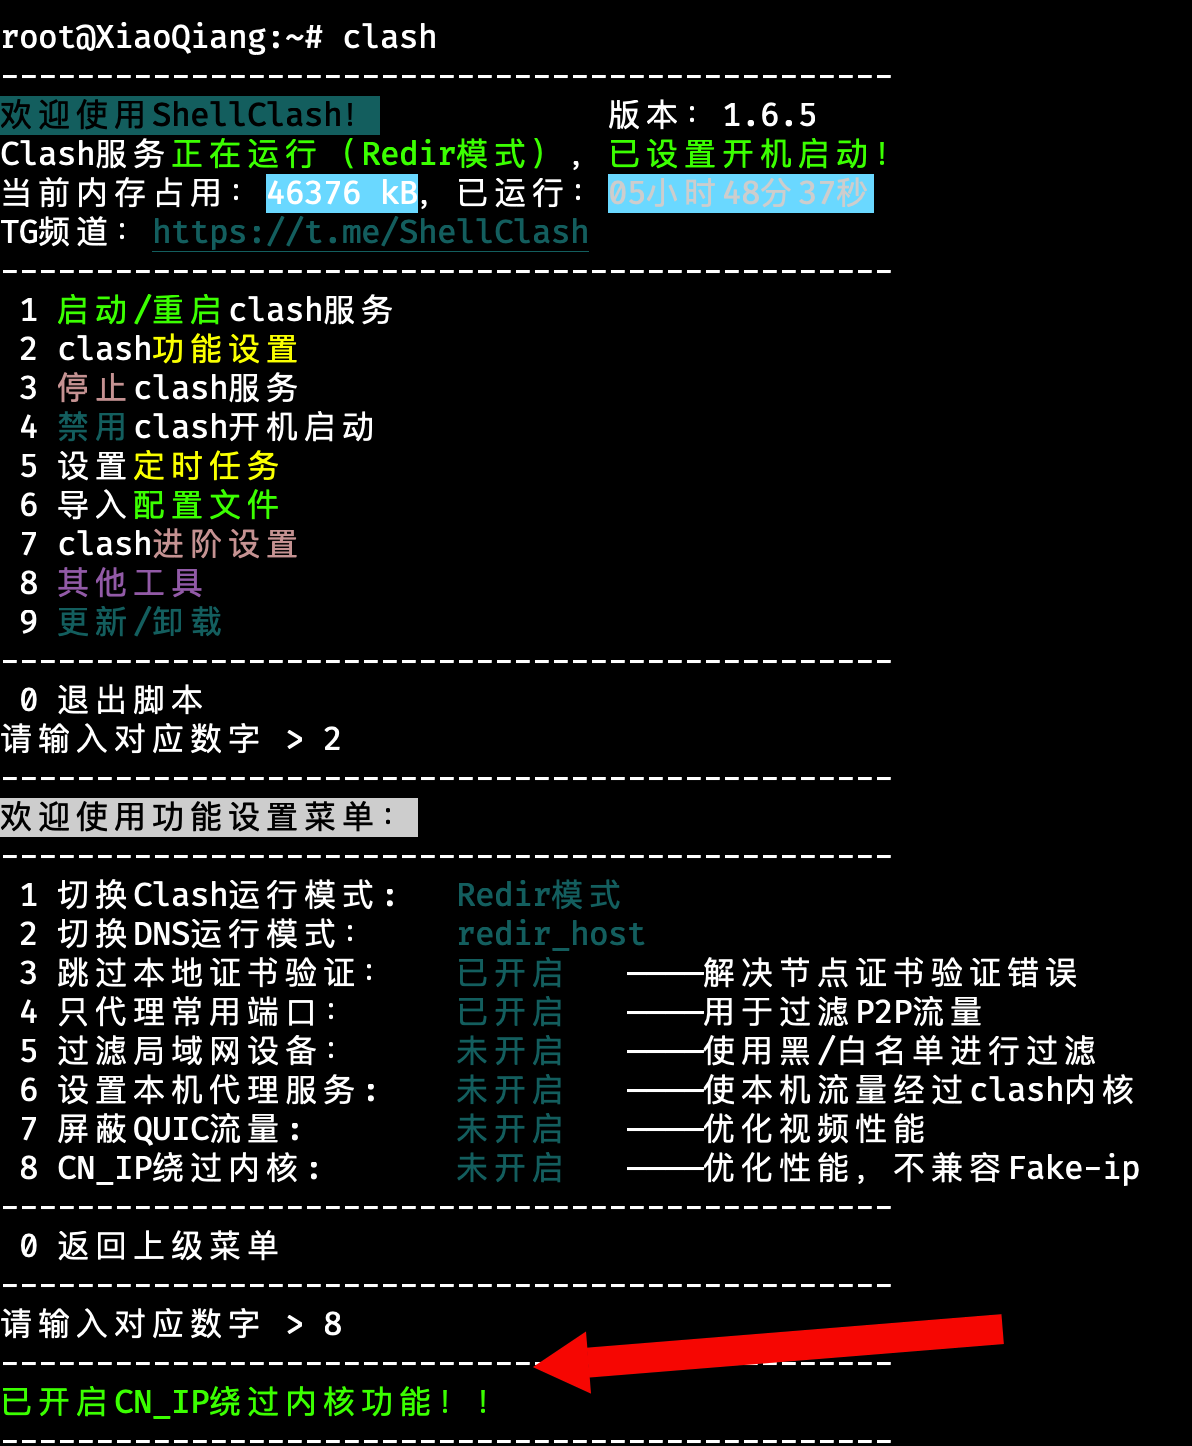 root@XiaoQiang:~# clash
-----------------------------------------------
欢迎使用ShellClash! 版本：1.6.5
Clash服务正在运行（Redir模式），已设置开机启动！
当前内存占用：46376 kB，已运行：05小时48分37秒
TG频道：https://t.me/ShellClash
-----------------------------------------------
1 启动/重启clash服务
2 clash功能设置
3 停止clash服务
4 禁用clash开机启动
5 设置定时任务
6 导入配置文件
7 clash进阶设置
8 其他工具
9 更新/卸载
-----------------------------------------------
0 退出脚本
请输入对应数字 > 2
-----------------------------------------------
欢迎使用功能设置菜单：
-----------------------------------------------
1 切换Clash运行模式: Redir模式
2 切换DNS运行模式： redir_host
3 跳过本地证书验证： 已开启 ————解决节点证书验证错误
4 只代理常用端口： 已开启 ————用于过滤P2P流量
5 过滤局域网设备： 未开启 ————使用黑/白名单进行过滤
6 设置本机代理服务: 未开启 ————使本机流量经过clash内核
7 屏蔽QUIC流量: 未开启 ————优化视频性能
8 CN_IP绕过内核: 未开启 ————优化性能，不兼容Fake-ip
-----------------------------------------------
0 返回上级菜单
-----------------------------------------------
请输入对应数字 > 8
-----------------------------------------------
已开启CN_IP绕过内核功能！！
-----------------------------------------------